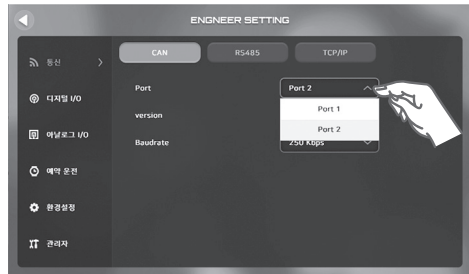 ENGNEER SETTING
통신
CAN
RS485
TCP/IP
디지털 I/O
Port
Port 2
Port 1
Port 2
아날로그 I/O
version
Baudrate
250 Kbps
예약 운전
환경설정
관리자